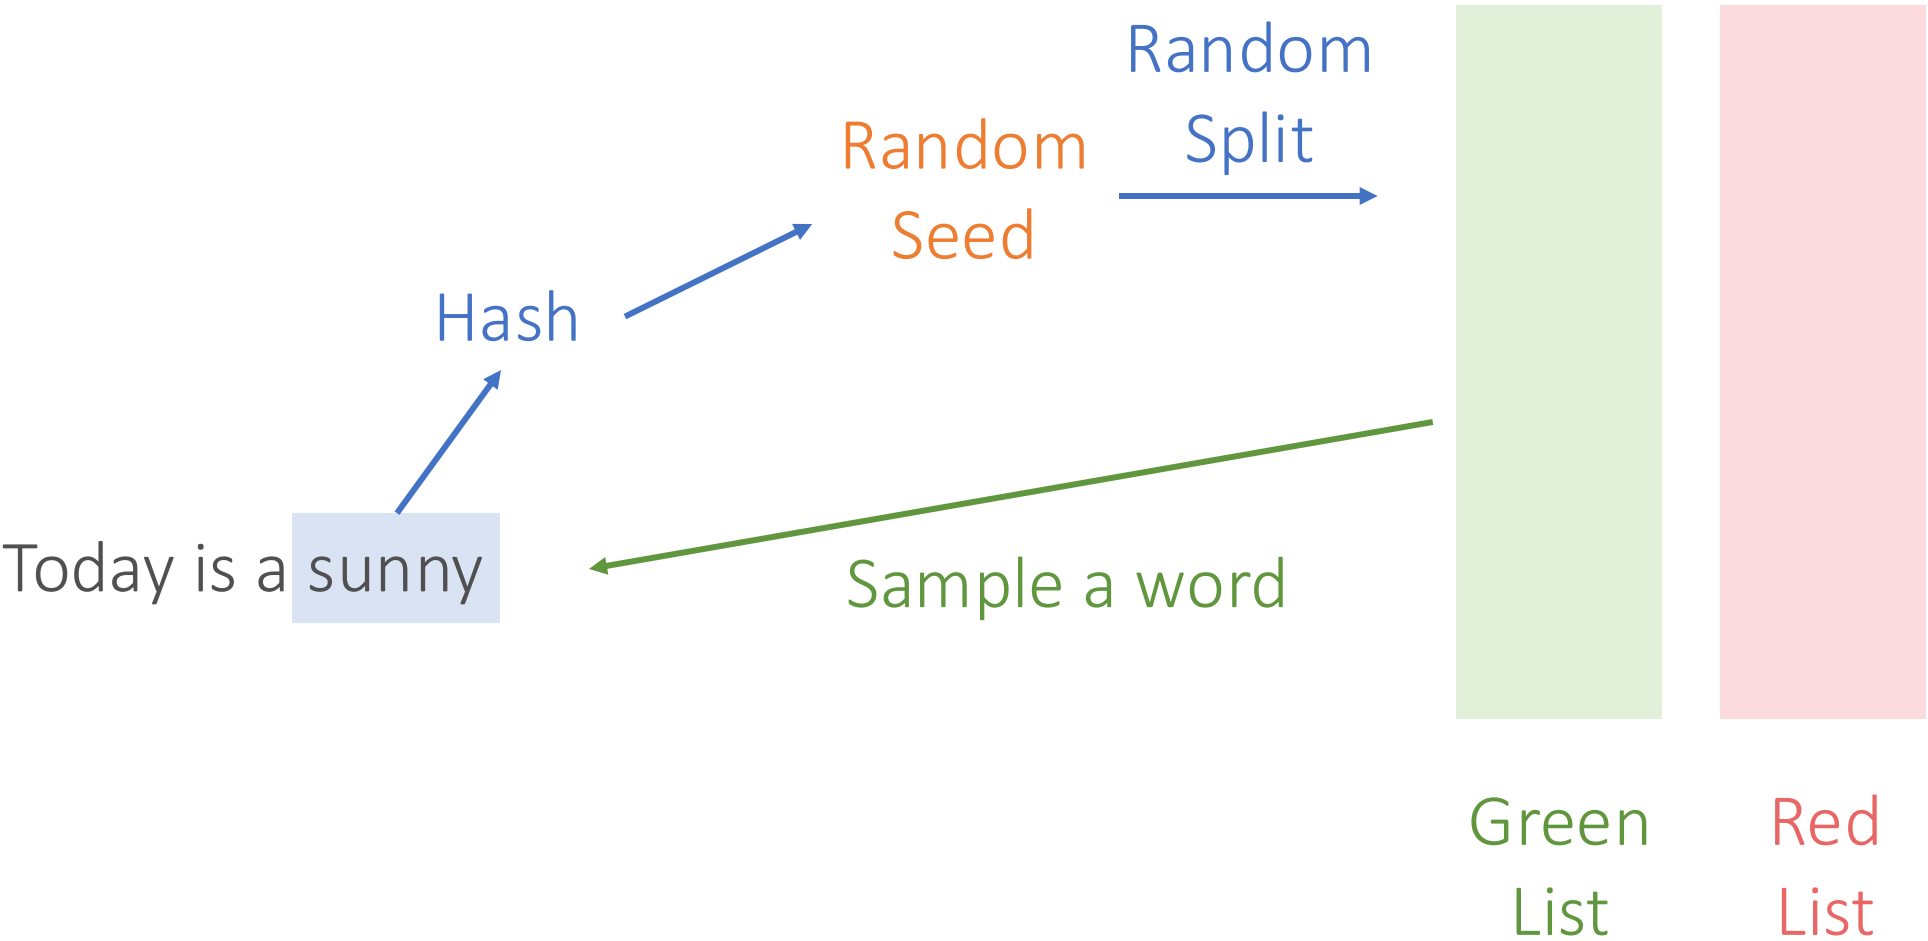 Random
Split
Random
Seed
Hash
Today is a sunny
Sample a word
Green
List
Red
List